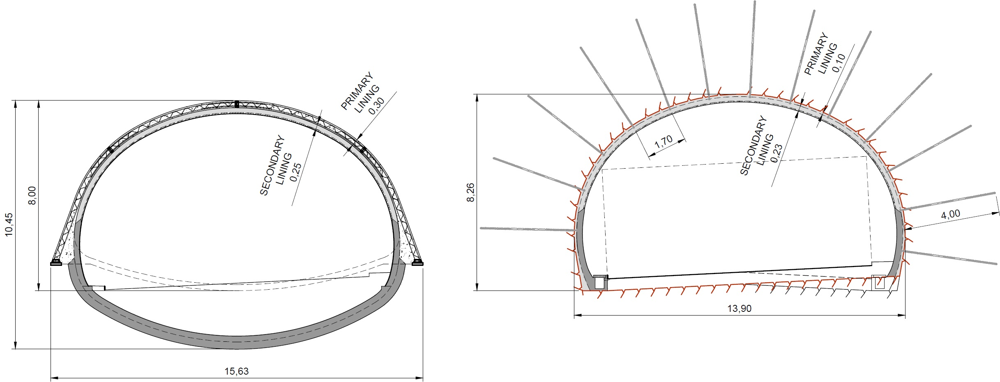 PRIMARY
LINING
0,30
SECONDARY
LINING
0,25
8,00
10,45
15,63
PRIMARY
LINING
0,10
SECONDARY
LINING
0,23
1,70
4,00
8,26
13,90